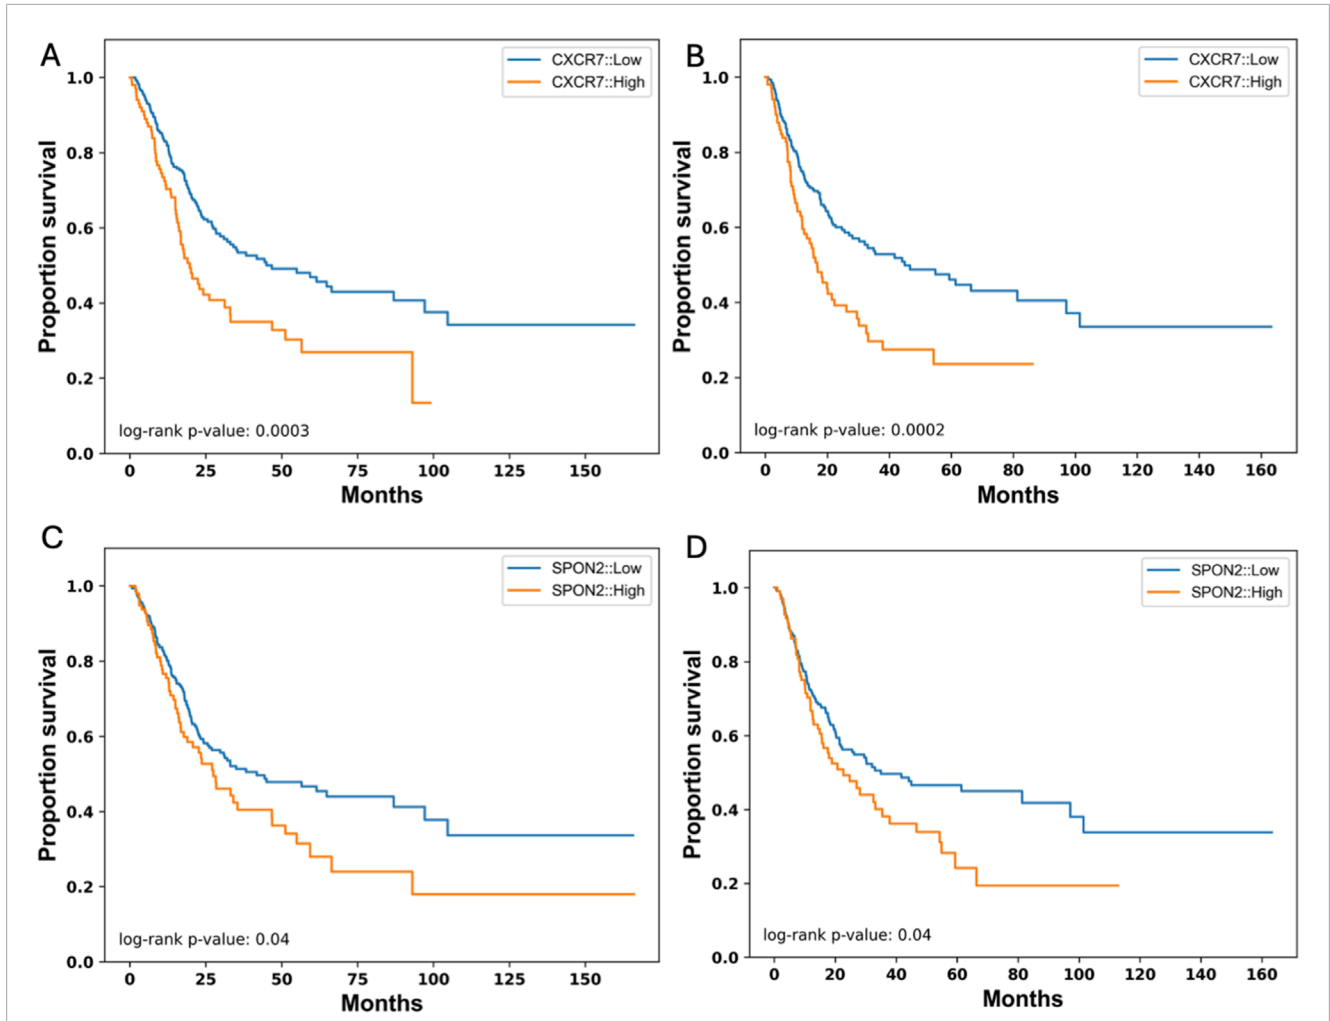 A
CXCR7::Low
CXCR7::High
1.0
0.8
0.6
0.4
0.2
0.0
Proportion survival
log-rank p-value: 0.0003
0 25 50 75 100 125 150
Months
B
CXCR7::Low
CXCR7::High
1.0
0.8
0.6
0.4
0.2
0.0
Proportion survival
log-rank p-value: 0.0002
0 20 40 60 80 100 120 140 160
Months
C
SPON2::Low
SPON2::High
1.0
0.8
0.6
0.4
0.2
0.0
Proportion survival
log-rank p-value: 0.04
0 25 50 75 100 125 150
Months
D
SPON2::Low
SPON2::High
1.0
0.8
0.6
0.4
0.2
0.0
Proportion survival
log-rank p-value: 0.04
0 20 40 60 80 100 120 140 160
Months